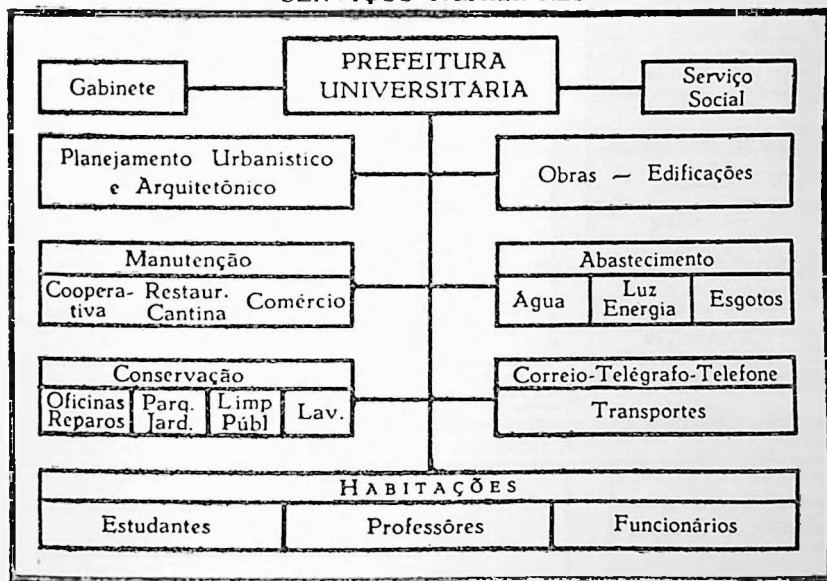 PREFEITURA
UNIVERSITÁRIA
Gabinete
Serviço
Social
Planejamento Urbanístico
e Arquitetônico
Obras — Edificações
Manutenção
Coopera-
tiva
Restaur.
Cantina
Comércio
Abastecimento
Água
Luz
Energia
Esgotos
Conservação
Oficinas
Reparos
Parq.
Jard.
Limp
Públ
Lav.
Correio-Telégrafo-Telefone
Transportes
HABITAÇÕES
Estudantes
Professôres
Funcionários